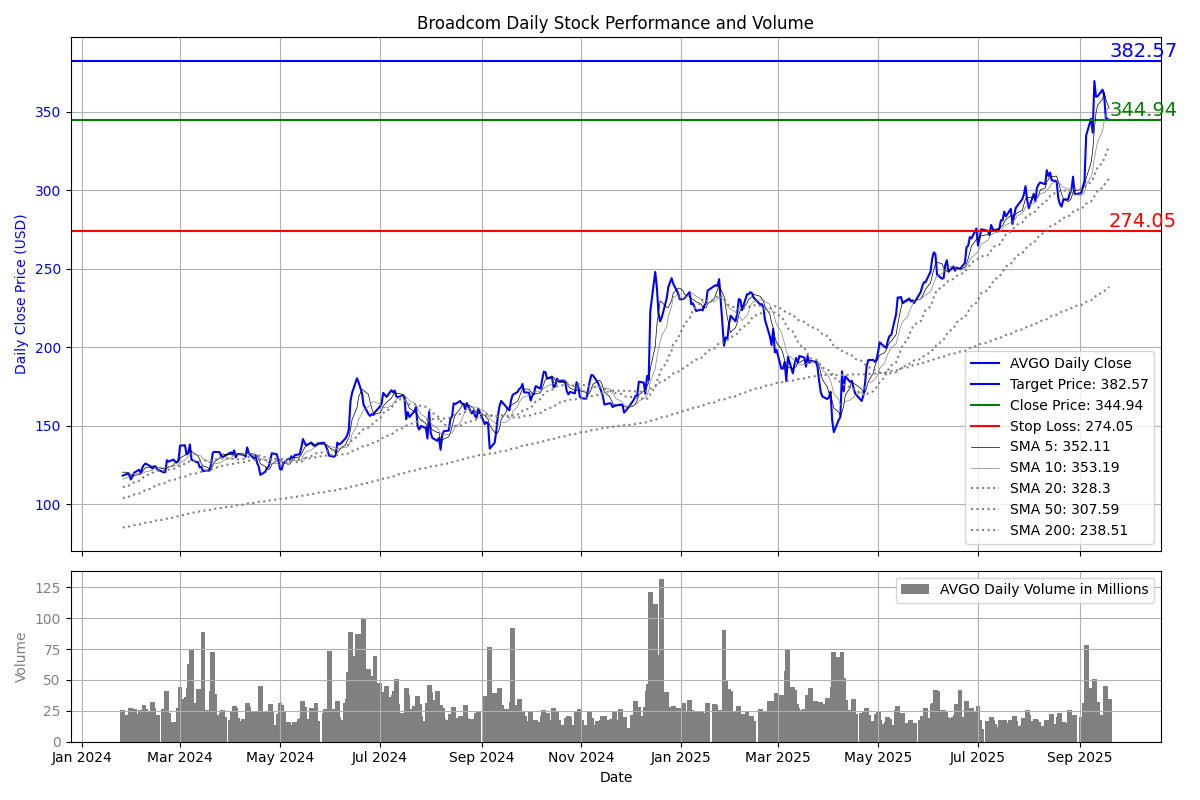 Broadcom Daily Stock Performance and Volume
382.57
344.94
274.05
350
300
250
200
150
100
Daily Close Price (USD)
AVGO Daily Close
Target Price: 382.57
Close Price: 344.94
Stop Loss: 274.05
SMA 5: 352.11
SMA 10: 353.19
SMA 20: 328.3
SMA 50: 307.59
SMA 200: 238.51
125
100
75
50
25
0
Volume
AVGO Daily Volume in Millions
Jan 2024 Mar 2024 May 2024 Jul 2024 Sep 2024 Nov 2024 Jan 2025 Mar 2025 May 2025 Jul 2025 Sep 2025
Date